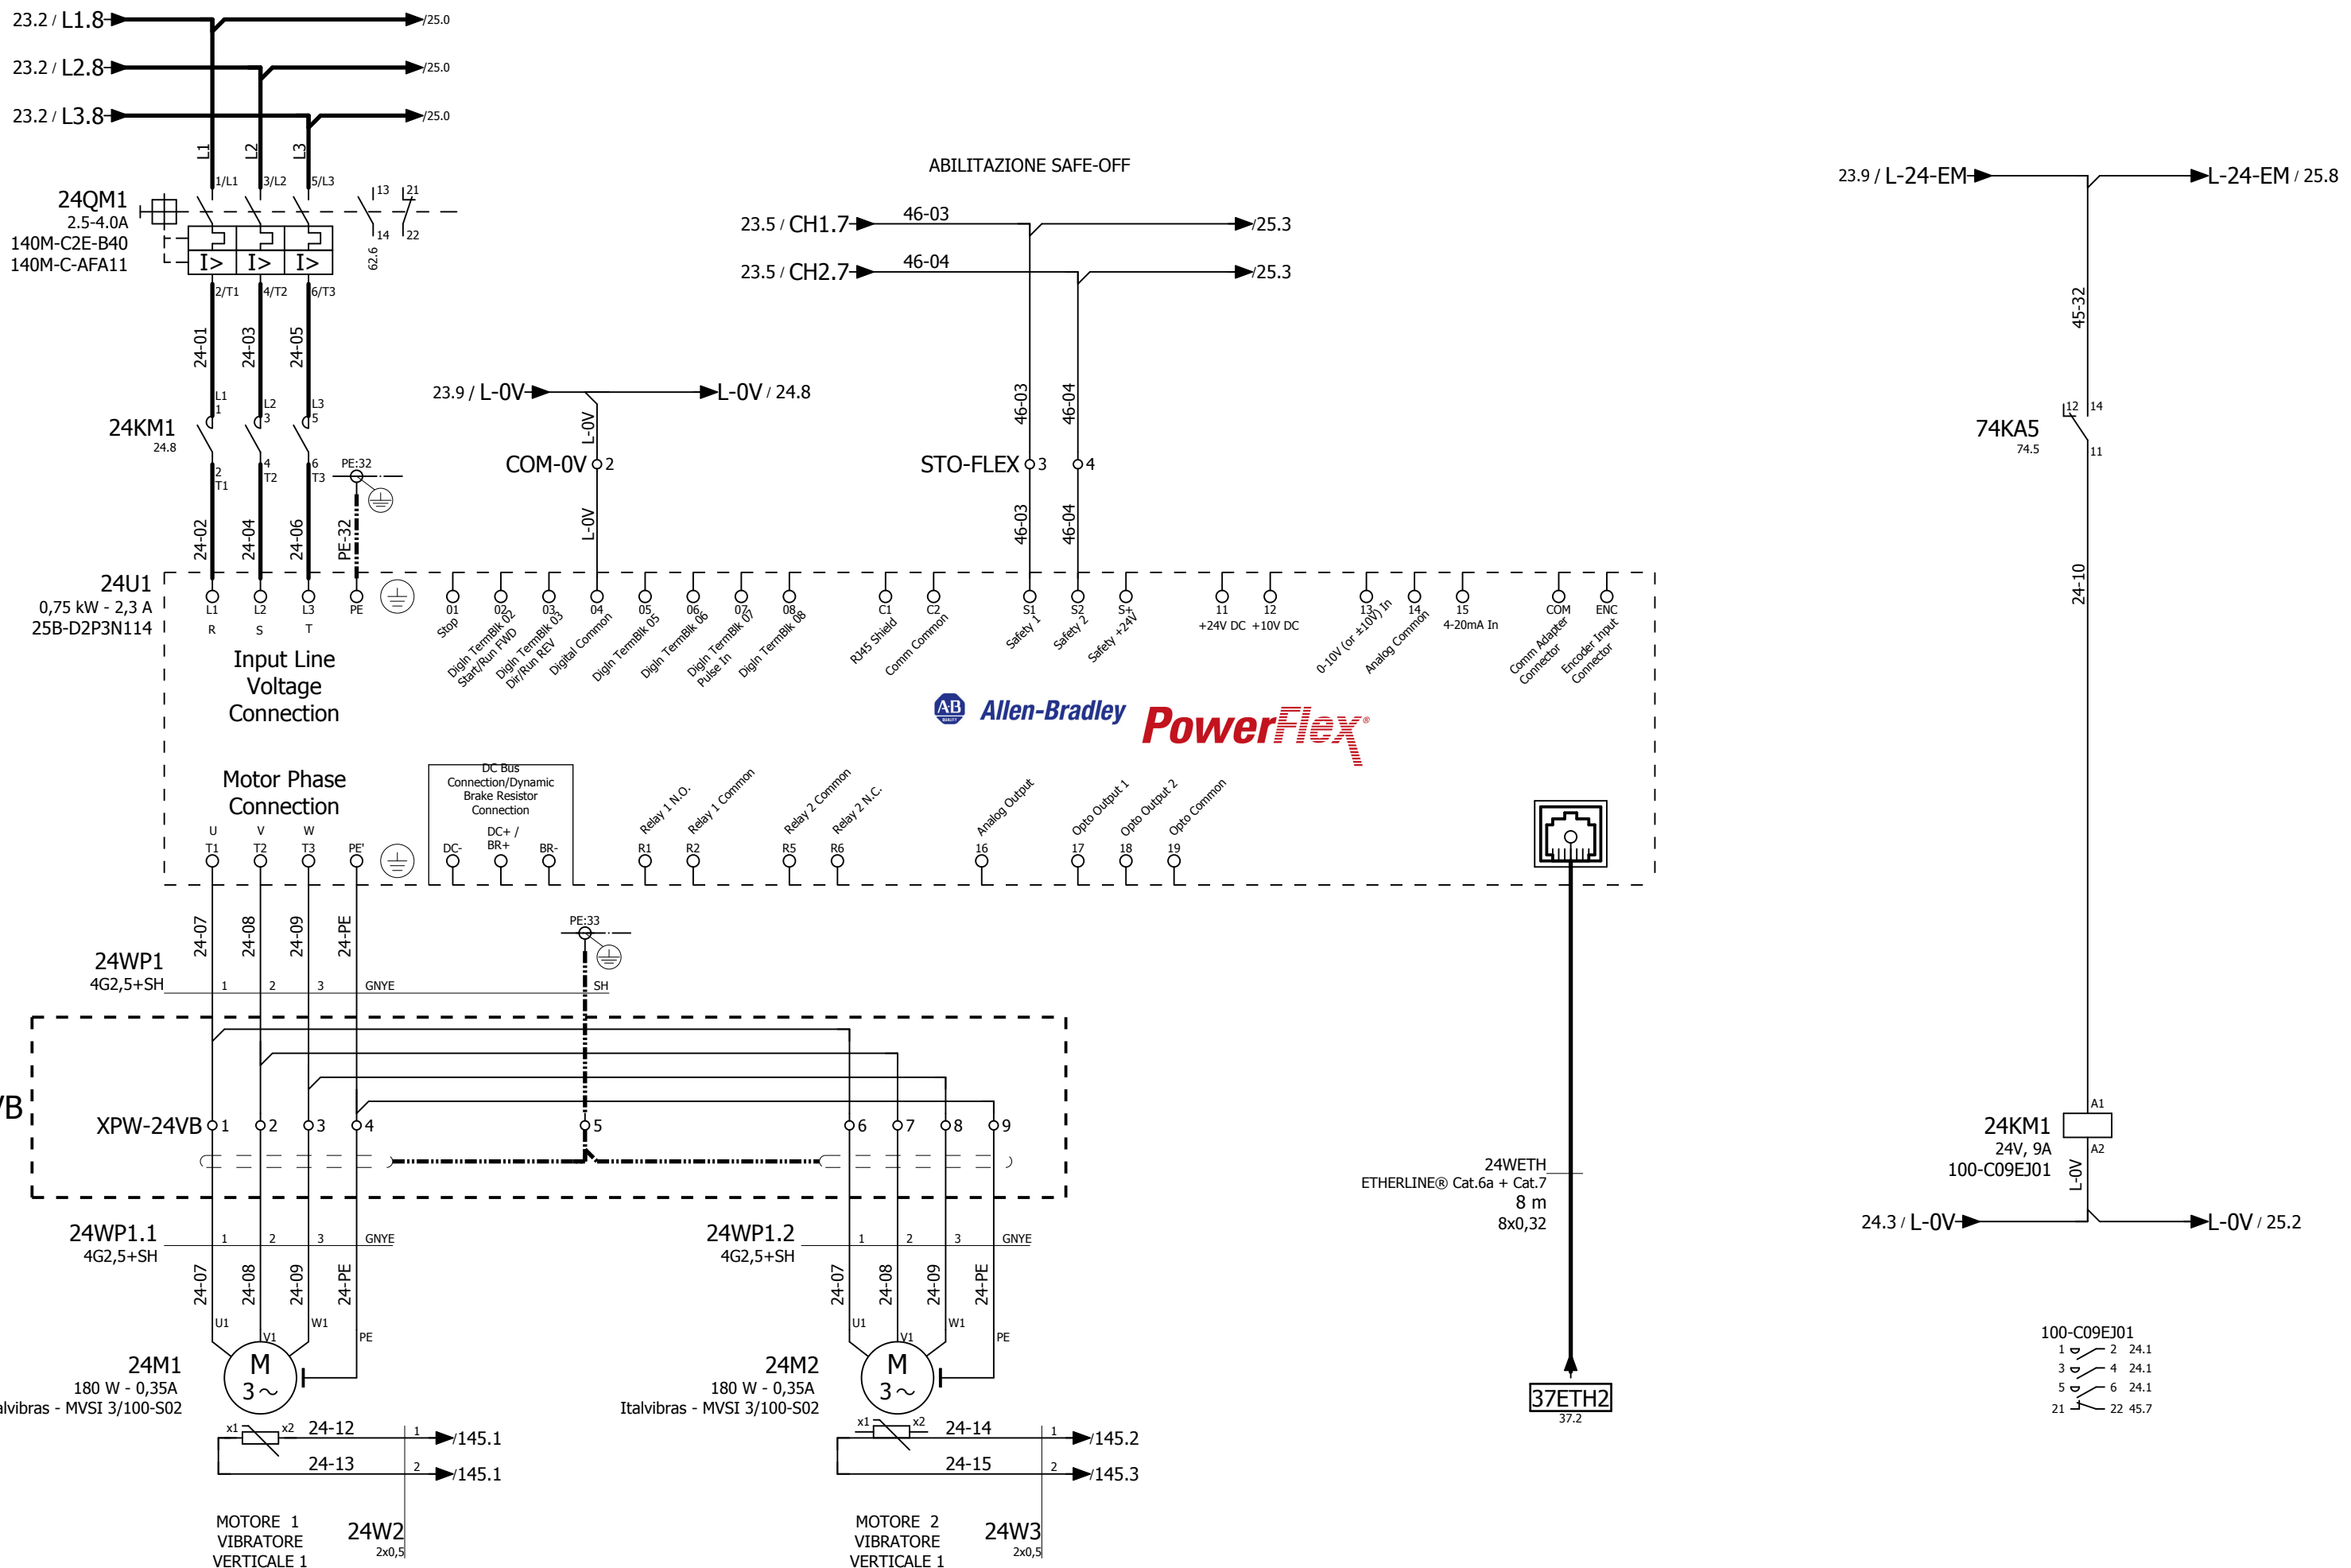 23.2 / L1.8
/25.0
23.2 / L2.8
/25.0
23.2 / L3.8
/25.0
L1
L2
L3
1/L1
3/L2
5/L3
13
21
24QM1
2.5-4.0A
140M-C2E-B40
140M-C-AFA11
I>
I>
I>
14
22
62.6
2/T1
4/T2
6/T3
24-01
24-03
24-05
24KM1
24.8
L1
1
L2
3
L3
5
2
T1
4
T2
6
T3
PE:32
24-02
24-04
24-06
PE-32
ABILITAZIONE SAFE-OFF
23.5 / CH1.7
46-03
/25.3
23.5 / CH2.7
46-04
/25.3
23.9 / L-0V
L-0V / 24.8
L-0V
COM-0V
2
L-0V
46-03
46-04
STO-FLEX
3
4
46-03
46-04
23.9 / L-24-EM
L-24-EM / 25.8
45-32
74KA5
74.5
12
14
11
24-10
24U1
0,75 kW - 2,3 A
25B-D2P3N114
L1
L2
L3
PE
R
S
T
Input Line
Voltage
Connection
01
Stop
02
DigIn TermBlk 02
Start/Run FWD
03
DigIn TermBlk 03
Dir/Run REV
04
Digital Common
05
DigIn TermBlk 05
06
DigIn TermBlk 06
07
DigIn TermBlk 07
Pulse In
08
DigIn TermBlk 08
C1
RJ45 Shield
C2
Comm Common
S1
Safety 1
S2
Safety 2
S+
Safety +24V
11
+24V DC
12
+10V DC
13
0-10V (or ±10V) In
14
Analog Common
15
4-20mA In
COM
Comm Adapter
Connector
ENC
Encoder Input
Connector
AB
QUALITY
Allen-Bradley
PowerFlex®
Motor Phase
Connection
U
V
W
T1
T2
T3
PE'
DC Bus
Connection/Dynamic
Brake Resistor
Connection
DC-
DC+ /
BR+
BR-
Relay 1 N.O.
R1
Relay 1 Common
R2
Relay 2 Common
R5
Relay 2 N.C.
R6
Analog Output
16
Opto Output 1
17
Opto Output 2
18
Opto Common
19
24-07
24-08
24-09
24-PE
PE:33
24WP1
4G2,5+SH
1
2
3
GNYE
SH
VB
XPW-24VB
1
2
3
4
5
6
7
8
9
24WP1.1
4G2,5+SH
1
2
3
GNYE
24WP1.2
4G2,5+SH
1
2
3
GNYE
24-07
24-08
24-09
24-PE
24-07
24-08
24-09
24-PE
U1
V1
W1
PE
U1
V1
W1
PE
24M1
180 W - 0,35A
alvibras - MVSI 3/100-S02
M
3~
24M2
180 W - 0,35A
Italvibras - MVSI 3/100-S02
M
3~
x1
x2
24-12
1
/145.1
24-13
2
/145.1
x1
x2
24-14
1
/145.2
24-15
2
/145.3
MOTORE 1
VIBRATORE
VERTICALE 1
24W2
2x0,5
MOTORE 2
VIBRATORE
VERTICALE 1
24W3
2x0,5
24WETH
ETHERLINE® Cat.6a + Cat.7
8 m
8x0,32
37ETH2
37.2
24KM1
24V, 9A
100-C09EJ01
A1
A2
L-0V
24.3 / L-0V
L-0V / 25.2
100-C09EJ01
1 2 24.1
3 4 24.1
5 6 24.1
21 22 45.7